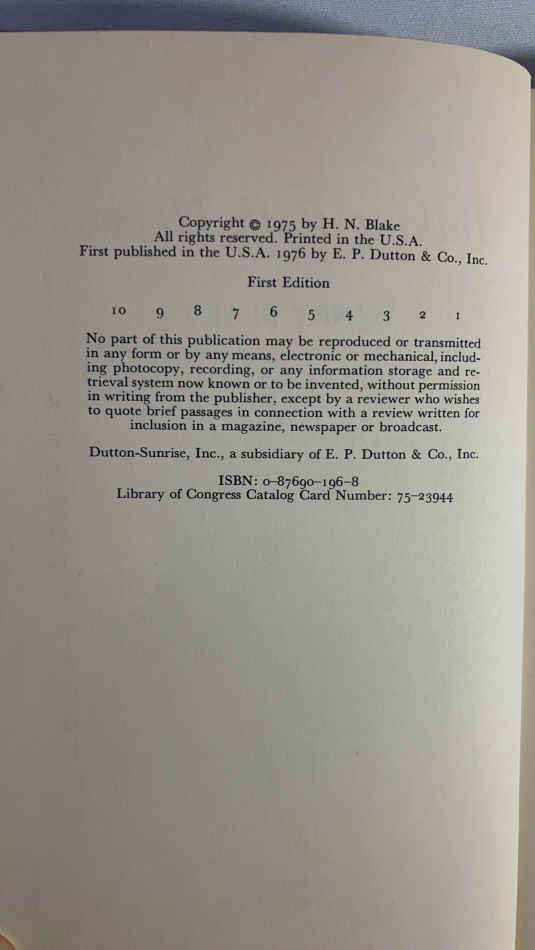 Copyright © 1975 by H. N. Blake
All rights reserved. Printed in the U.S.A.
First published in the U.S.A. 1976 by E. P. Dutton & Co., Inc.
First Edition
10 9 8 7 6 5 4 3 2 1
No part of this publication may be reproduced or transmitted
in any form or by any means, electronic or mechanical, includ-
ing photocopy, recording, or any information storage and re-
trieval system now known or to be invented, without permission
in writing from the publisher, except by a reviewer who wishes
to quote brief passages in connection with a review written for
inclusion in a magazine, newspaper or broadcast.
Dutton-Sunrise, Inc., a subsidiary of E. P. Dutton & Co., Inc.
ISBN: 0-87690-196-8
Library of Congress Catalog Card Number: 75-23944